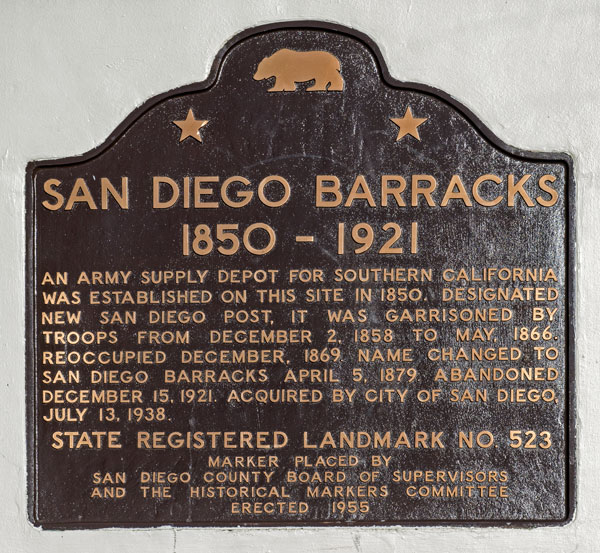 SAN DIEGO BARRACKS
1850 - 1921
AN ARMY SUPPLY DEPOT FOR SOUTHERN CALIFORNIA
WAS ESTABLISHED ON THIS SITE IN 1850. DESIGNATED
NEW SAN DIEGO POST, IT WAS GARRISONED BY
TROOPS FROM DECEMBER 2, 1858 TO MAY 1866.
REOCCUPIED DECEMBER, 1869. NAME CHANGED TO
SAN DIEGO BARRACKS APRIL 5, 1879. ABANDONED
DECEMBER 15, 1921. ACQUIRED BY CITY OF SAN DIEGO,
JULY 13, 1938.
STATE REGISTERED LANDMARK NO 523
MARKER PLACED BY
SAN DIEGO COUNTY BOARD OF SUPERVISORS
AND THE HISTORICAL MARKERS COMMITTEE
ERECTED 1955